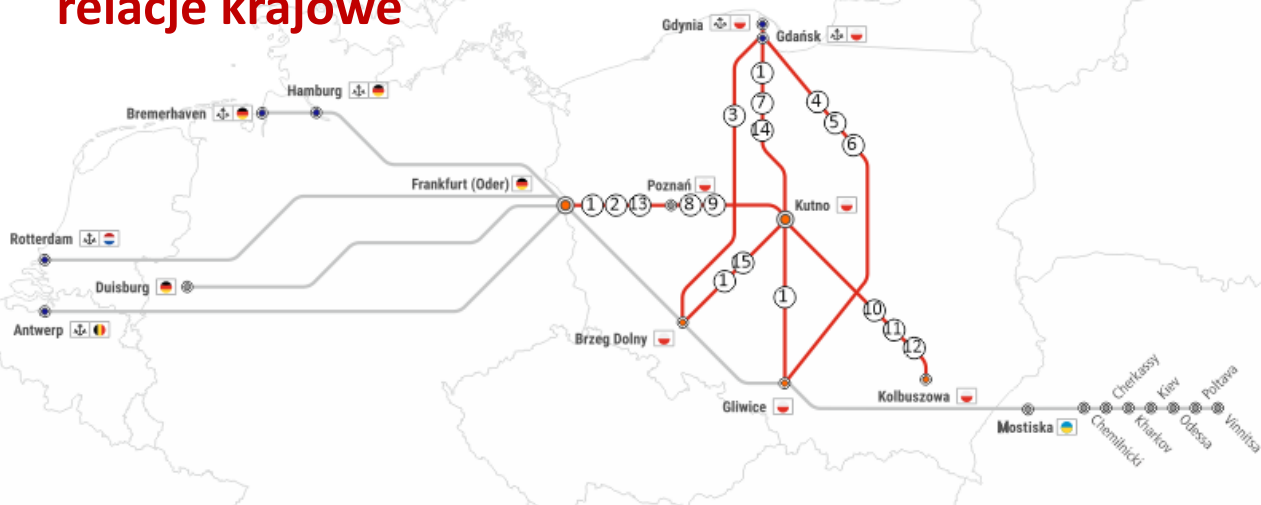 relacje krajowe
Gdynia
Gdańsk
Hamburg
Bremerhaven
1
7
14
3
4
5
6
Frankfurt (Oder)
Poznań
1 2 13 8 9
Kutno
Rotterdam
Duisburg
Antwerp
15
1
1
10
11
12
Brzeg Dolny
Gliwice
Kolbuszowa
Mostiska
Chemilnicki
Cherkassy
Kharkov
Kiev
Odessa
Poltava
Vinnitsa